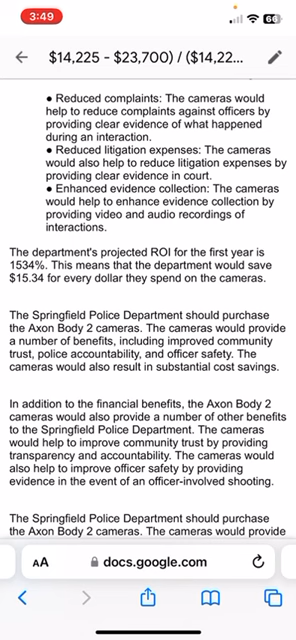 3:49
66
$14,225 - $23,700) / ($14,22...
• Reduced complaints: The cameras would
help to reduce complaints against officers by
providing clear evidence of what happened
during an interaction.
• Reduced litigation expenses: The cameras
would also help to reduce litigation expenses by
providing clear evidence in court.
• Enhanced evidence collection: The cameras
would help to enhance evidence collection by
providing video and audio recordings of
interactions.
The department's projected ROI for the first year is
1534%. This means that the department would save
$15.34 for every dollar they spend on the cameras.
The Springfield Police Department should purchase
the Axon Body 2 cameras. The cameras would provide
a number of benefits, including improved community
trust, police accountability, and officer safety. The
cameras would also result in substantial cost savings.
In addition to the financial benefits, the Axon Body 2
cameras would also provide a number of other benefits
to the Springfield Police Department. The cameras
would help to improve community trust by providing
transparency and accountability. The cameras would
also help to improve officer safety by providing
evidence in the event of an officer-involved shooting.
The Springfield Police Department should purchase
the Axon Body 2 cameras. The cameras would provide
AA docs.google.com